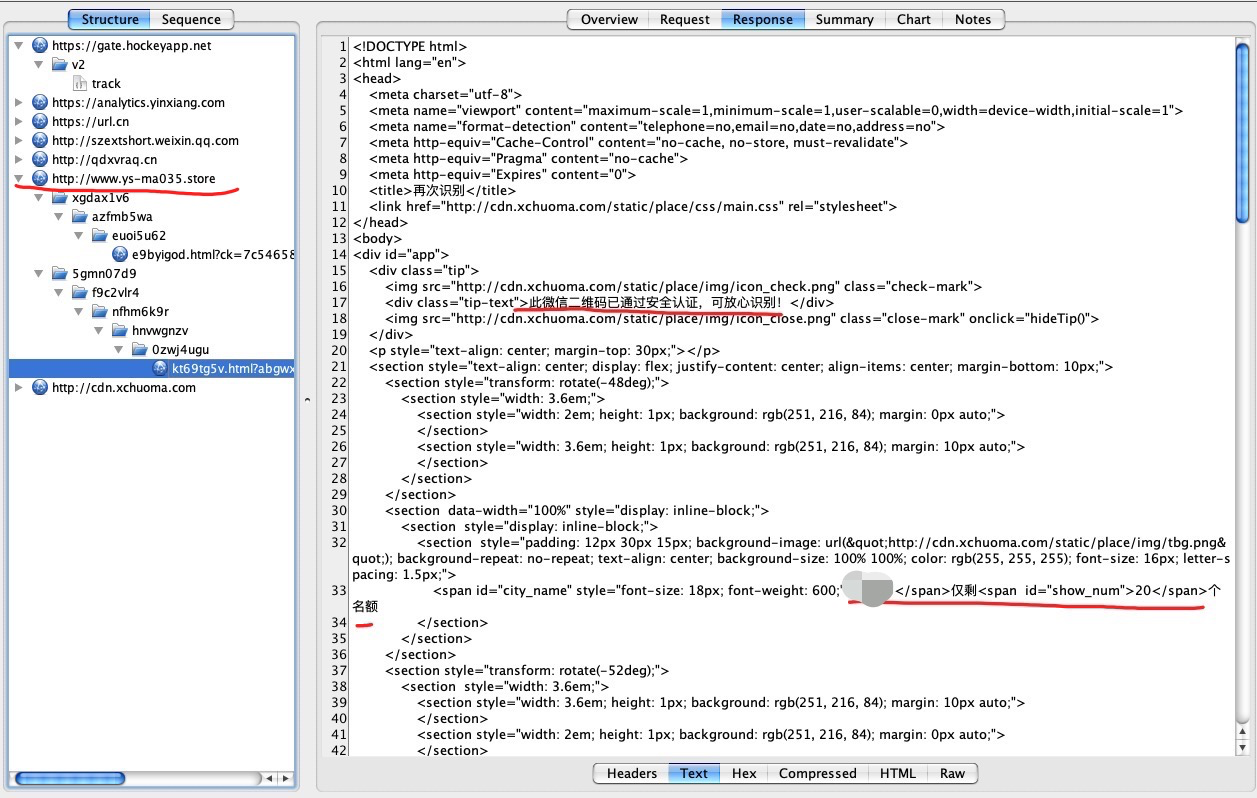 Structure
Sequence
https://gate.hockeyapp.net
v2
track
https://analytics.yinxiang.com
https://url.cn
http://szextshort.weixin.qq.com
http://qdxvraq.cn
http://www.ys-ma035.store
xgdax1v6
azfmb5wa
euoi5u62
e9byigod.html?ck=7c54658
5gmn07d9
f9c2vlr4
nfhm6k9r
hnvwgnzv
0zwj4ugu
kt69tg5v.html?abgwx
http://cdn.xchuoma.com
Overview
Request
Response
Summary
Chart
Notes
1 <!DOCTYPE html>
2 <html lang="en">
3 <head>
4 <meta charset="utf-8">
5 <meta name="viewport" content="maximum-scale=1,minimum-scale=1,user-scalable=0,width=device-width,initial-scale=1">
6 <meta name="format-detection" content="telephone=no,email=no,date=no,address=no">
7 <meta http-equiv="Cache-Control" content="no-cache, no-store, must-revalidate">
8 <meta http-equiv="Pragma" content="no-cache">
9 <meta http-equiv="Expires" content="0">
10 <title>再次识别</title>
11 <link href="http://cdn.xchuoma.com/static/place/css/main.css" rel="stylesheet">
12 </head>
13 <body>
14 <div id="app">
15 <div class="tip">
16 <img src="http://cdn.xchuoma.com/static/place/img/icon_check.png" class="check-mark">
17 <div class="tip-text">此微信二维码已通过安全认证，可放心识别！</div>
18 <img src="http://cdn.xchuoma.com/static/place/img/icon_close.png" class="close-mark" onclick="hideTip()">
19 </div>
20 <p style="text-align: center; margin-top: 30px;"></p>
21 <section style="text-align: center; display: flex; justify-content: center; align-items: center; margin-bottom: 10px;">
22 <section style="transform: rotate(-48deg);">
23 <section style="width: 3.6em;">
24 <section style="width: 2em; height: 1px; background: rgb(251, 216, 84); margin: 0px auto;">
25 </section>
26 <section style="width: 3.6em; height: 1px; background: rgb(251, 216, 84); margin: 10px auto;">
27 </section>
28 </section>
29 </section>
30 <section data-width="100%" style="display: inline-block;">
31 <section style="display: inline-block;">
32 <section style="padding: 12px 30px 15px; background-image: url(&quot;http://cdn.xchuoma.com/static/place/img/tbg.png&
quot;); background-repeat: no-repeat; text-align: center; background-size: 100% 100%; color: rgb(255, 255, 255); font-size: 16px; letter-s
pacing: 1.5px;">
33 <span id="city_name" style="font-size: 18px; font-weight: 600;" </span>仅剩<span id="show_num">20</span>个
名额
34 </section>
35 </section>
36 </section>
37 <section style="transform: rotate(-52deg);">
38 <section style="width: 3.6em;">
39 <section style="width: 3.6em; height: 1px; background: rgb(251, 216, 84); margin: 10px auto;">
40 </section>
41 <section style="width: 2em; height: 1px; background: rgb(251, 216, 84); margin: 0px auto;">
42 </section>
Headers
Text
Hex
Compressed
HTML
Raw